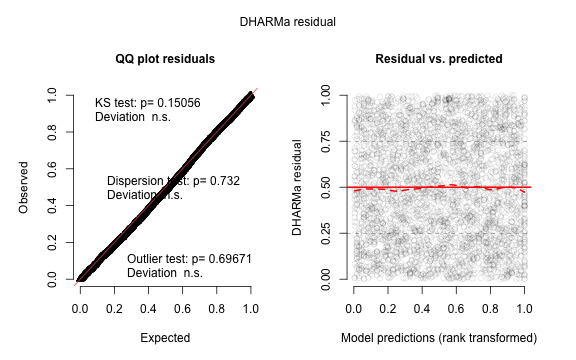 DHARMa residual
QQ plot residuals
Observed
1.0
0.8
0.6
0.4
0.2
0.0
KS test: p= 0.15056
Deviation n.s.
Dispersion test: p= 0.732
Deviation n.s.
Outlier test: p= 0.69671
Deviation n.s.
0.0 0.2 0.4 0.6 0.8 1.0
Expected
Residual vs. predicted
DHARMa residual
1.00
0.75
0.50
0.25
0.00
0.0 0.2 0.4 0.6 0.8 1.0
Model predictions (rank transformed)